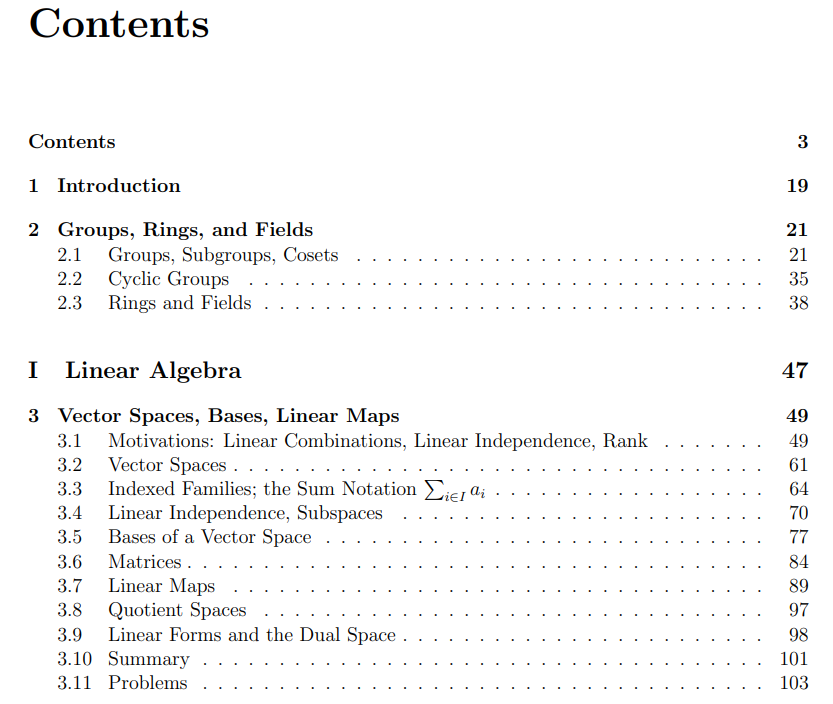 Contents
Contents 3
1 Introduction 19
2 Groups, Rings, and Fields 21
2.1 Groups, Subgroups, Cosets . . . . . . . . . . . . . . . . . . . . . . . . . . . 21
2.2 Cyclic Groups . . . . . . . . . . . . . . . . . . . . . . . . . . . . . . . . . . 35
2.3 Rings and Fields . . . . . . . . . . . . . . . . . . . . . . . . . . . . . . . . . 38
I Linear Algebra 47
3 Vector Spaces, Bases, Linear Maps 49
3.1 Motivations: Linear Combinations, Linear Independence, Rank . . . . . . . 49
3.2 Vector Spaces . . . . . . . . . . . . . . . . . . . . . . . . . . . . . . . . . . . 61
3.3 Indexed Families; the Sum Notation ∑_{i∈I} a_i . . . . . . . . . . . . . . . . . . 64
3.4 Linear Independence, Subspaces . . . . . . . . . . . . . . . . . . . . . . . . 70
3.5 Bases of a Vector Space . . . . . . . . . . . . . . . . . . . . . . . . . . . . . 77
3.6 Matrices . . . . . . . . . . . . . . . . . . . . . . . . . . . . . . . . . . . . . . 84
3.7 Linear Maps . . . . . . . . . . . . . . . . . . . . . . . . . . . . . . . . . . . 89
3.8 Quotient Spaces . . . . . . . . . . . . . . . . . . . . . . . . . . . . . . . . . 97
3.9 Linear Forms and the Dual Space . . . . . . . . . . . . . . . . . . . . . . . . 98
3.10 Summary . . . . . . . . . . . . . . . . . . . . . . . . . . . . . . . . . . . . . 101
3.11 Problems . . . . . . . . . . . . . . . . . . . . . . . . . . . . . . . . . . . . . 103